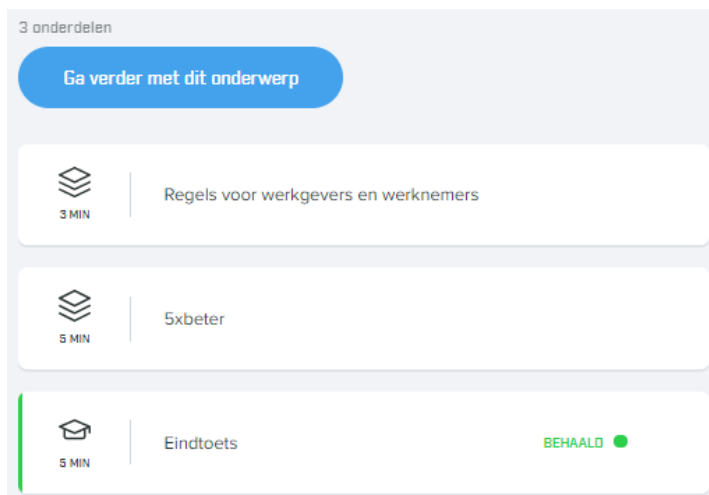 3 onderdelen
Ga verder met dit onderwerp
3 MIN
Regels voor werkgevers en werknemers
5 MIN
5xbeter
5 MIN
Eindtoets
BEHAALD